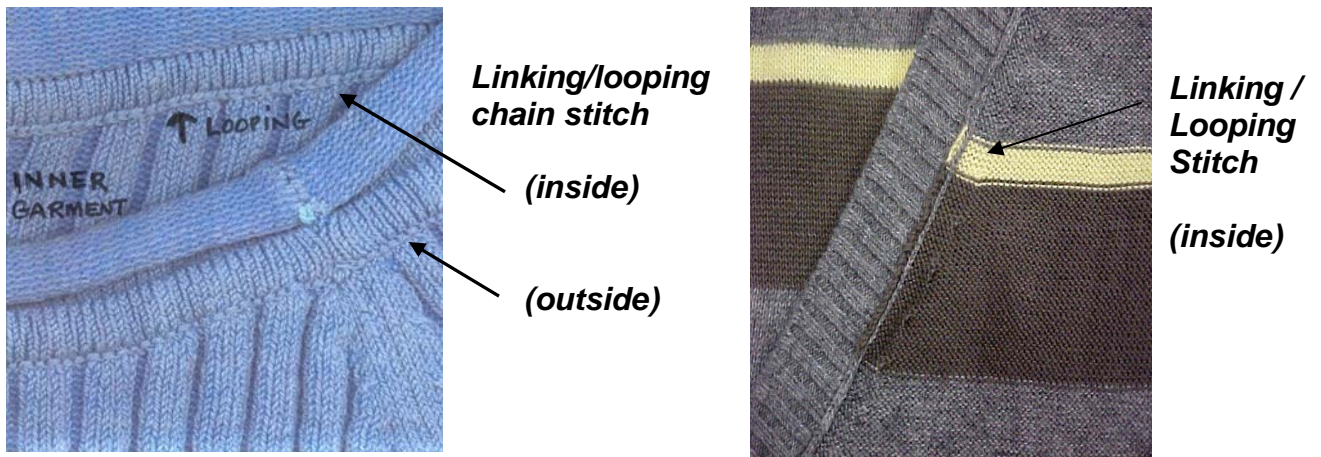 Linking/looping
chain stitch
(inside)
(outside)
LOOPING
INNER
GARMENT
Linking /
Looping
Stitch
(inside)